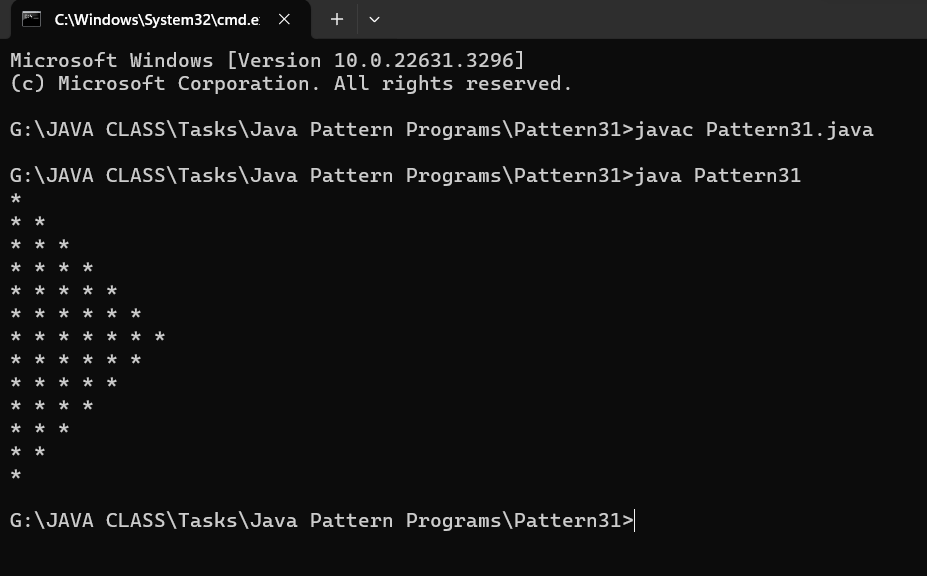 C:\Windows\System32\cmd.e
Microsoft Windows [Version 10.0.22631.3296]
(c) Microsoft Corporation. All rights reserved.
G:\JAVA CLASS\Tasks\Java Pattern Programs\Pattern31>javac Pattern31.java
G:\JAVA CLASS\Tasks\Java Pattern Programs\Pattern31>java Pattern31
*
* *
* * *
* * * *
* * * * *
* * * * * *
* * * * * * *
* * * * * *
* * * * *
* * * *
* * *
* *
*
G:\JAVA CLASS\Tasks\Java Pattern Programs\Pattern31>